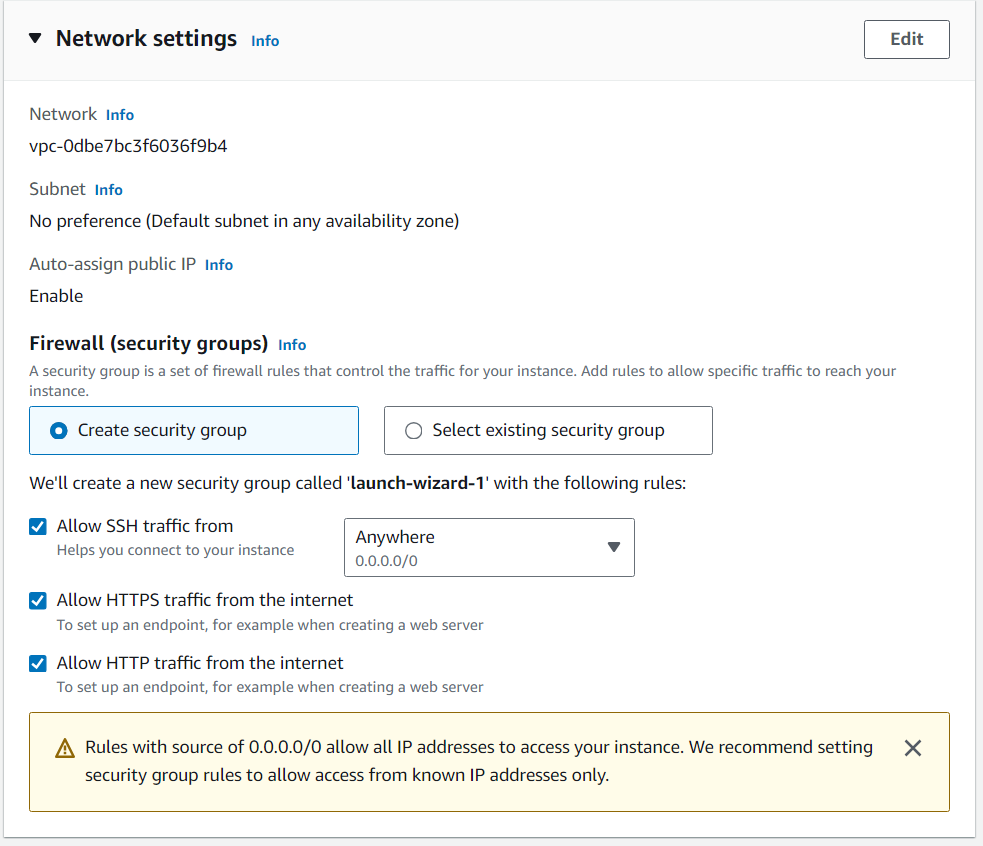 Network settings Info
Edit
Network Info
vpc-0dbe7bc3f6036f9b4
Subnet Info
No preference (Default subnet in any availability zone)
Auto-assign public IP Info
Enable
Firewall (security groups) Info
A security group is a set of firewall rules that control the traffic for your instance. Add rules to allow specific traffic to reach your
instance.
Create security group
Select existing security group
We'll create a new security group called 'launch-wizard-1' with the following rules:
Allow SSH traffic from
Helps you connect to your instance
Anywhere
0.0.0.0/0
Allow HTTPS traffic from the internet
To set up an endpoint, for example when creating a web server
Allow HTTP traffic from the internet
To set up an endpoint, for example when creating a web server
Rules with source of 0.0.0.0/0 allow all IP addresses to access your instance. We recommend setting
security group rules to allow access from known IP addresses only.